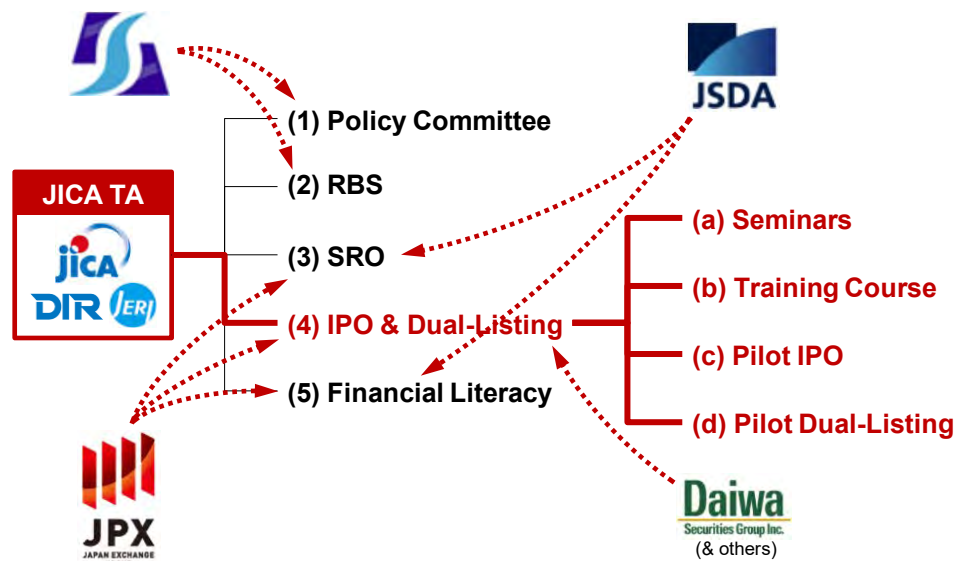 JSDA
(1) Policy Committee
(2) RBS
JICA TA
jica
DIR JERI
(3) SRO
(4) IPO & Dual-Listing
(5) Financial Literacy
(a) Seminars
(b) Training Course
(c) Pilot IPO
(d) Pilot Dual-Listing
JPX
JAPAN EXCHANGE
Daiwa
Securities Group Inc.
(& others)